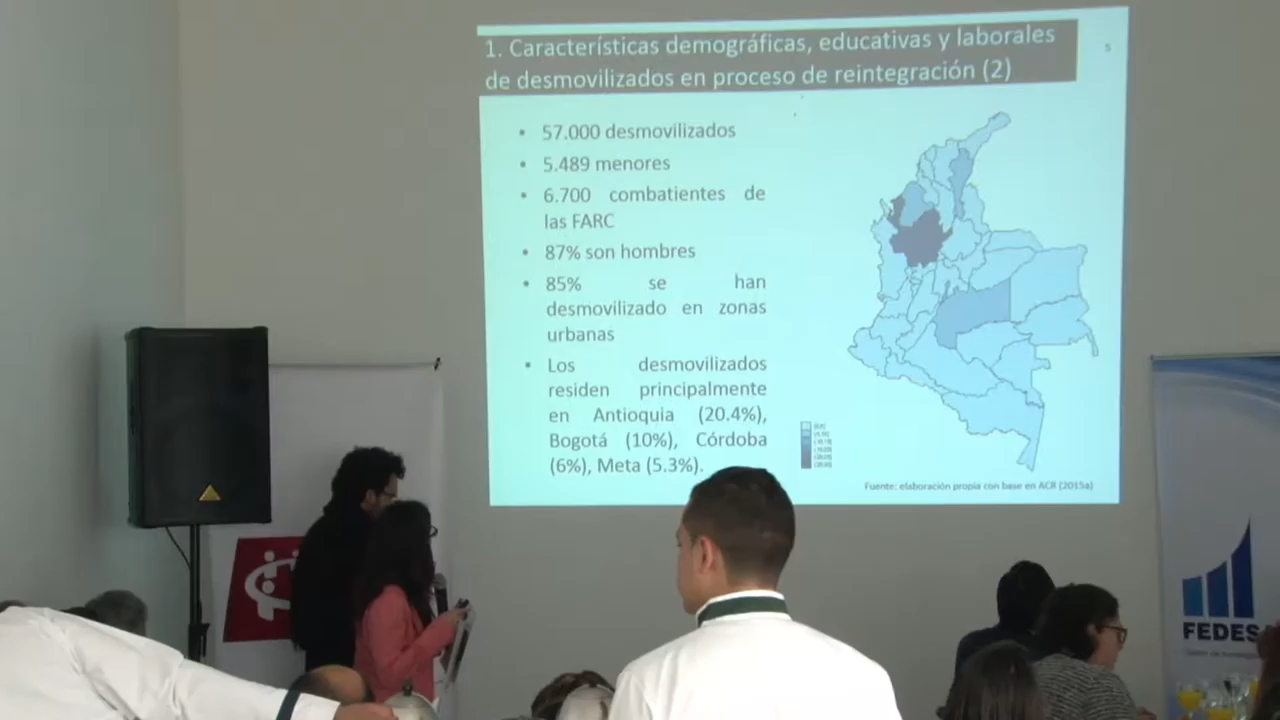 1. Características demográficas, educativas y laborales
de desmovilizados en proceso de reintegración (2)
5
• 57.000 desmovilizados
• 5.489 menores
• 6.700 combatientes de
las FARC
• 87% son hombres
• 85% se han
desmovilizado en zonas
urbanas
• Los desmovilizados
residen principalmente
en Antioquia (20.4%),
Bogotá (10%), Córdoba
(6%), Meta (5.3%).
Fuente: elaboración propia con base en ACR (2015a)
FEDES